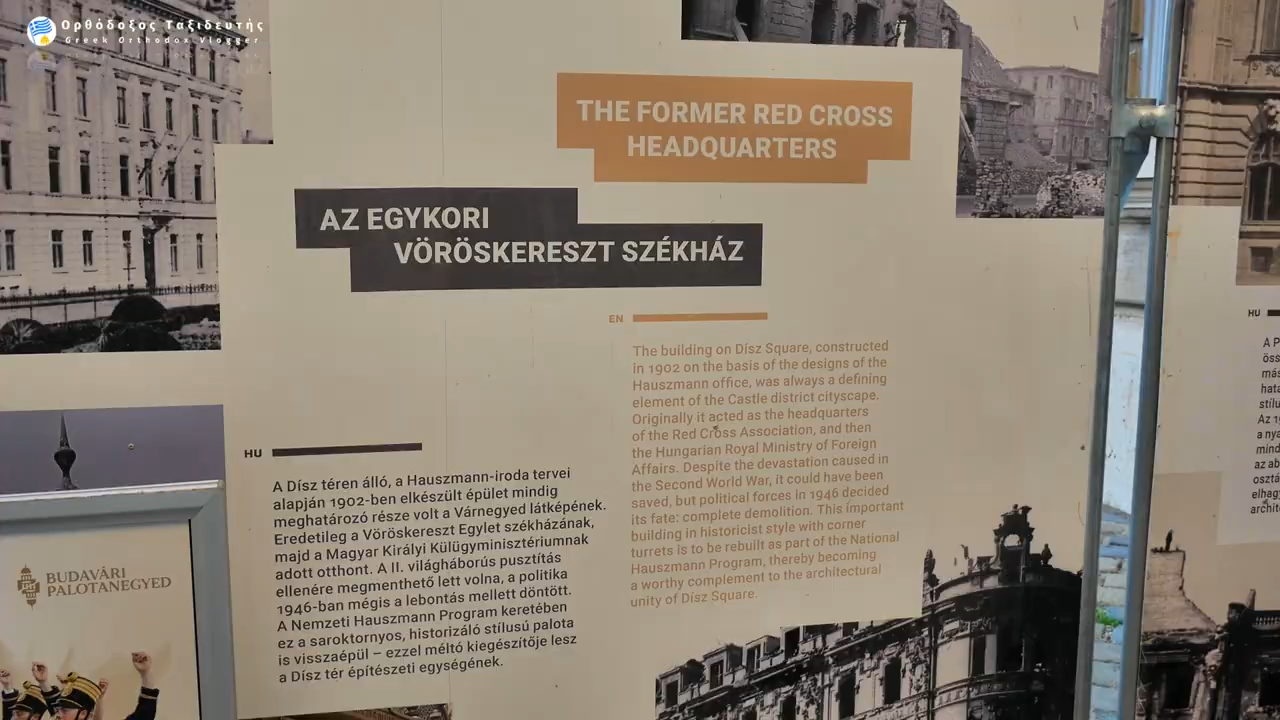 Ορθόδοξος Ταξιδευτής
Greek Orthodox Vlogger
THE FORMER RED CROSS
HEADQUARTERS
AZ EGYKORI
VÖRÖSKERESZT SZÉKHÁZ
EN
The building on Dísz Square, constructed
in 1902 on the basis of the designs of the
Hauszmann office, was always a defining
element of the Castle district cityscape.
Originally it acted as the headquarters
of the Red Cross Association, and then
the Hungarian Royal Ministry of Foreign
Affairs. Despite the devastation caused in
the Second World War, it could have been
saved, but political forces in 1946 decided
its fate: complete demolition. This important
building in historicist style with corner
turrets is to be rebuilt as part of the National
Hauszmann Program, thereby becoming
a worthy complement to the architectural
unity of Dísz Square.
HU
A Dísz téren álló, a Hauszmann-iroda tervei
alapján 1902-ben elkészült épület mindig
meghatározó része volt a Várnegyed látképének.
Eredetileg a Vöröskereszt Egylet székházának,
majd a Magyar Királyi Külügyminisztériumnak
adott otthont. A II. világháborús pusztítás
ellenére megmenthető lett volna, a politika
1946-ban mégis a lebontás mellett döntött.
A Nemzeti Hauszmann Program keretében
ez a saroktornyos, historizáló stílusú palota
is visszaépül – ezzel méltó kiegészítője lesz
a Dísz tér építészeti egységének.
BUDAVÁRI
PALOTANEGYED
HU